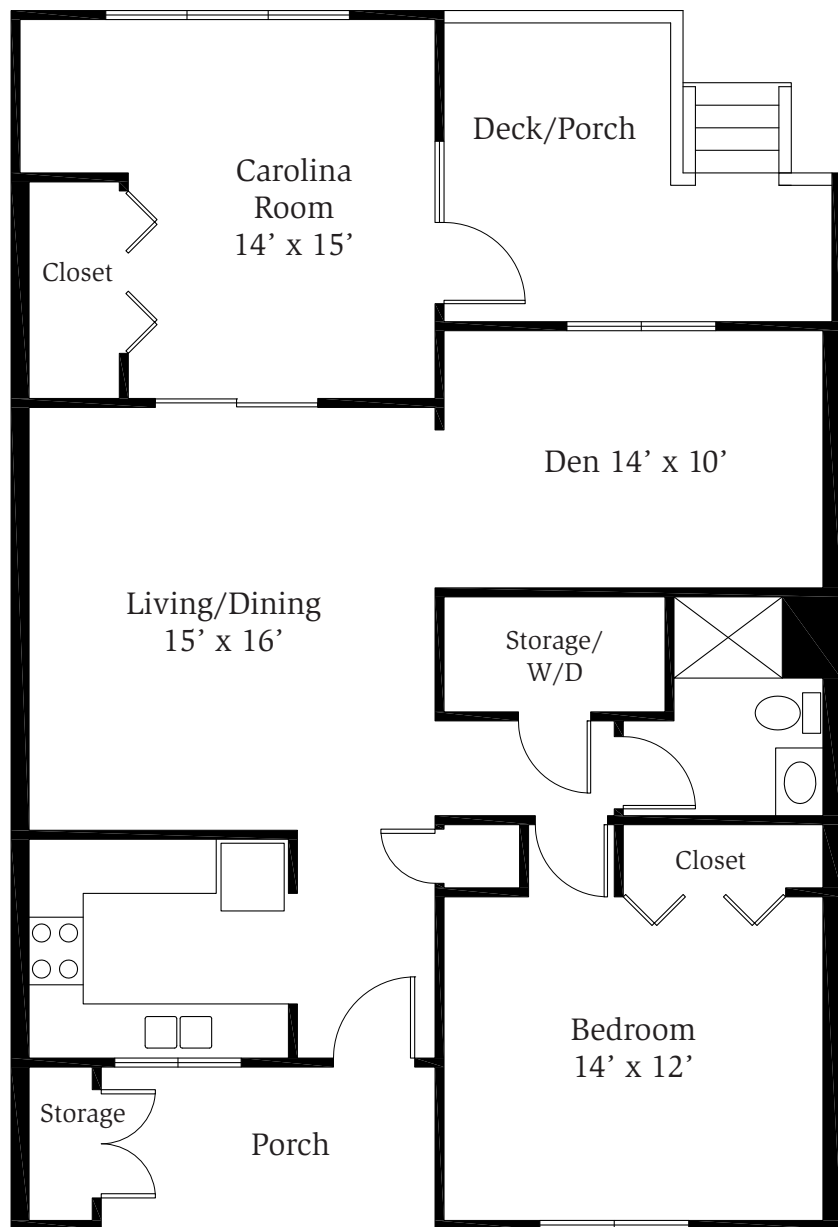 Deck/Porch
Carolina
Room
14’ x 15’
Closet
Den 14’ x 10’
Living/Dining
15’ x 16’
Storage/
W/D
Closet
Bedroom
14’ x 12’
Storage
Porch